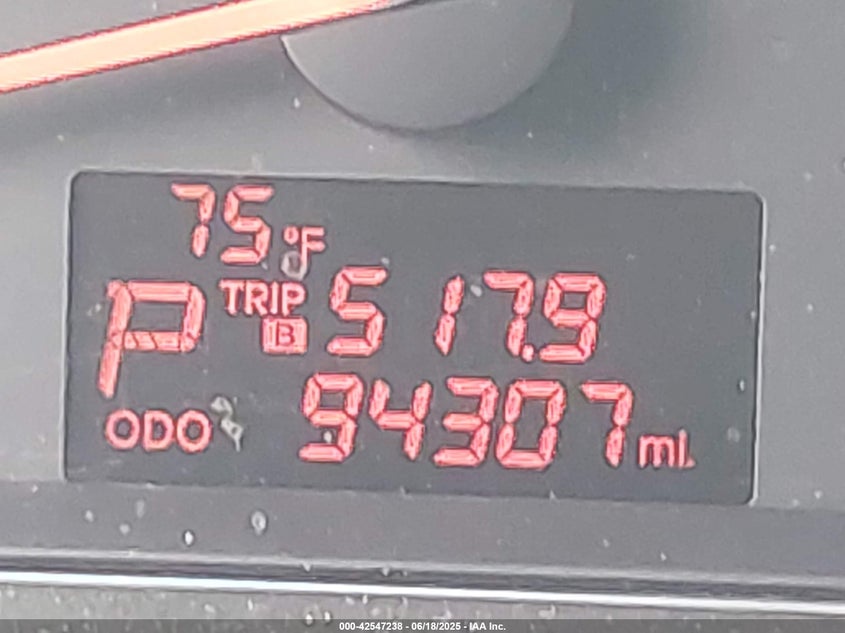 75°F
P TRIP B 517.9
ODO 94307 mi.
000-42547238 - 06/18/2025 - IAA Inc.